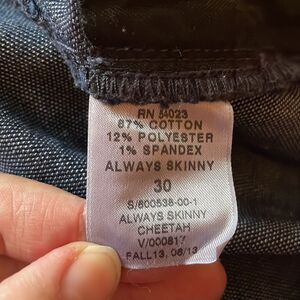 RN 54023
87% COTTON
12% POLYESTER
1% SPANDEX
ALWAYS SKINNY
30
S/600538-00-1
ALWAYS SKINNY
CHEETAH
V/000817
FALL13, 06/13